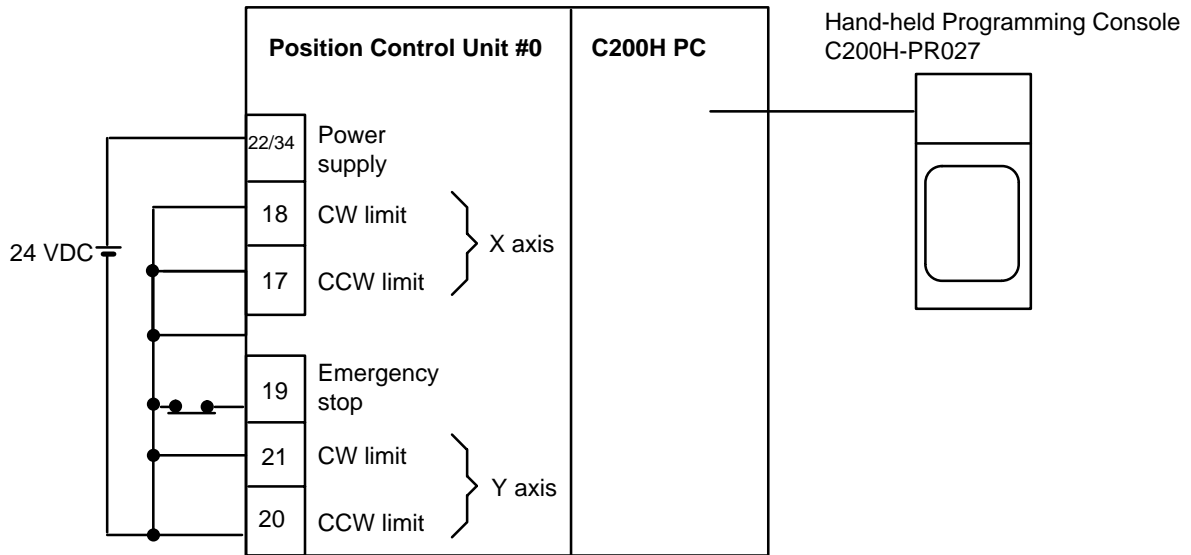 Hand-held Programming Console
C200H-PR027
Position Control Unit #0
C200H PC
22/34
Power
supply
18
CW limit
17
CCW limit
X axis
24 VDC
19
Emergency
stop
21
CW limit
20
CCW limit
Y axis